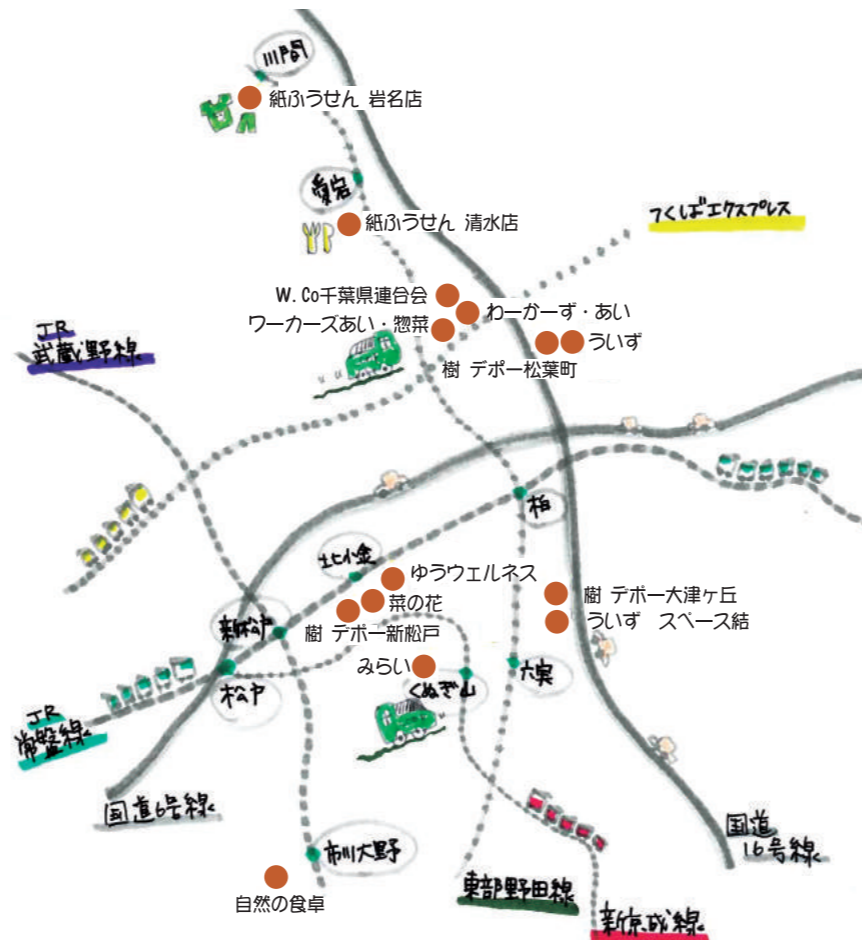 川間
紙ふうせん 岩名店
愛宕
紙ふうせん 清水店
つくばエクスプレス
W.Co千葉県連合会
わーかーず・あい
ワーカーズあい・惣菜
ういず
樹 デポー松葉町
JR
武蔵野線
柏
北小金
ゆうウェルネス
菜の花
樹 デポー新松戸
樹 デポー大津ヶ丘
ういず スペース結
新松戸
松戸
みらい
くぬぎ山
六実
JR
常盤線
国道6号線
市川大野
自然の食卓
東部野田線
新京成線
国道
16号線